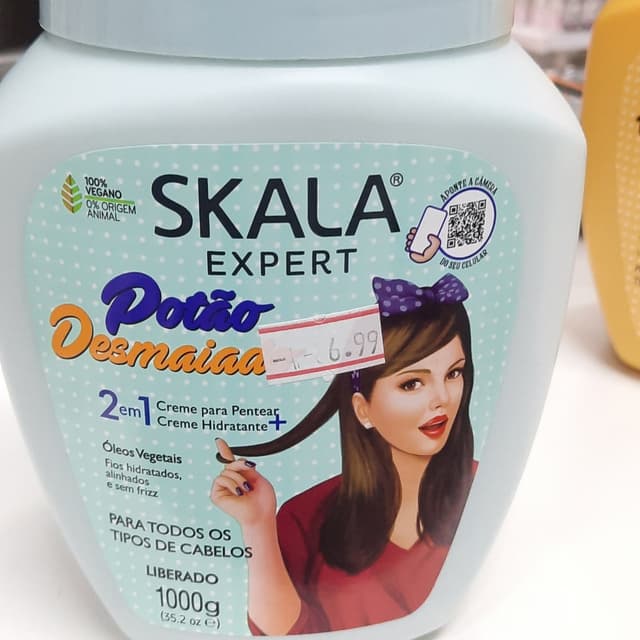 100%
VEGANO
0% ORIGEM
ANIMAL
SKALA®
EXPERT
APONTE A CÂMERA
DO SEU CELULAR
Potão
Desmaiad
6.99
2 em 1 Creme para Pentear
Creme Hidratante+
Óleos Vegetais
Fios hidratados,
alinhados
e sem frizz
PARA TODOS OS
TIPOS DE CABELOS
LIBERADO
1000g
(35.2 oz ℮)